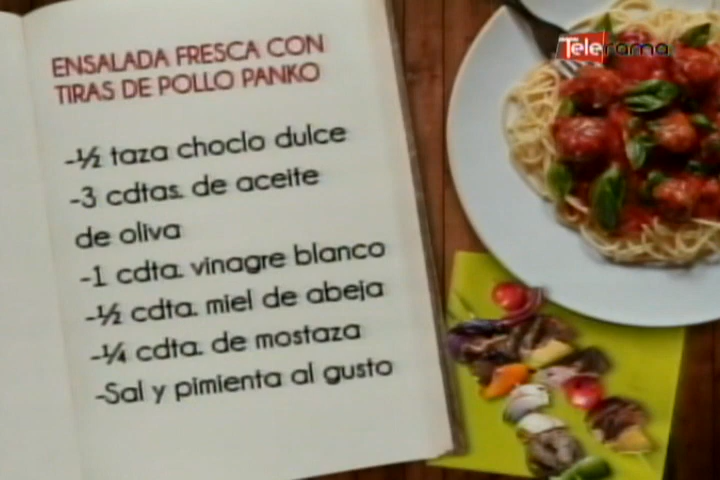 ENSALADA FRESCA CON
TIRAS DE POLLO PANKO
-½ taza choclo dulce
-3 cdtas. de aceite
de oliva
-1 cdta. vinagre blanco
-½ cdta. miel de abeja
-¼ cdta. de mostaza
-Sal y pimienta al gusto
Telerama